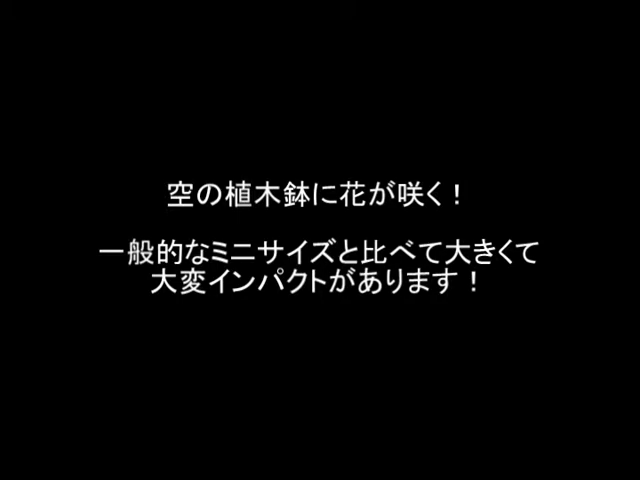 空の植木鉢に花が咲く！
一般的なミニサイズと比べて大きくて
大変インパクトがあります！